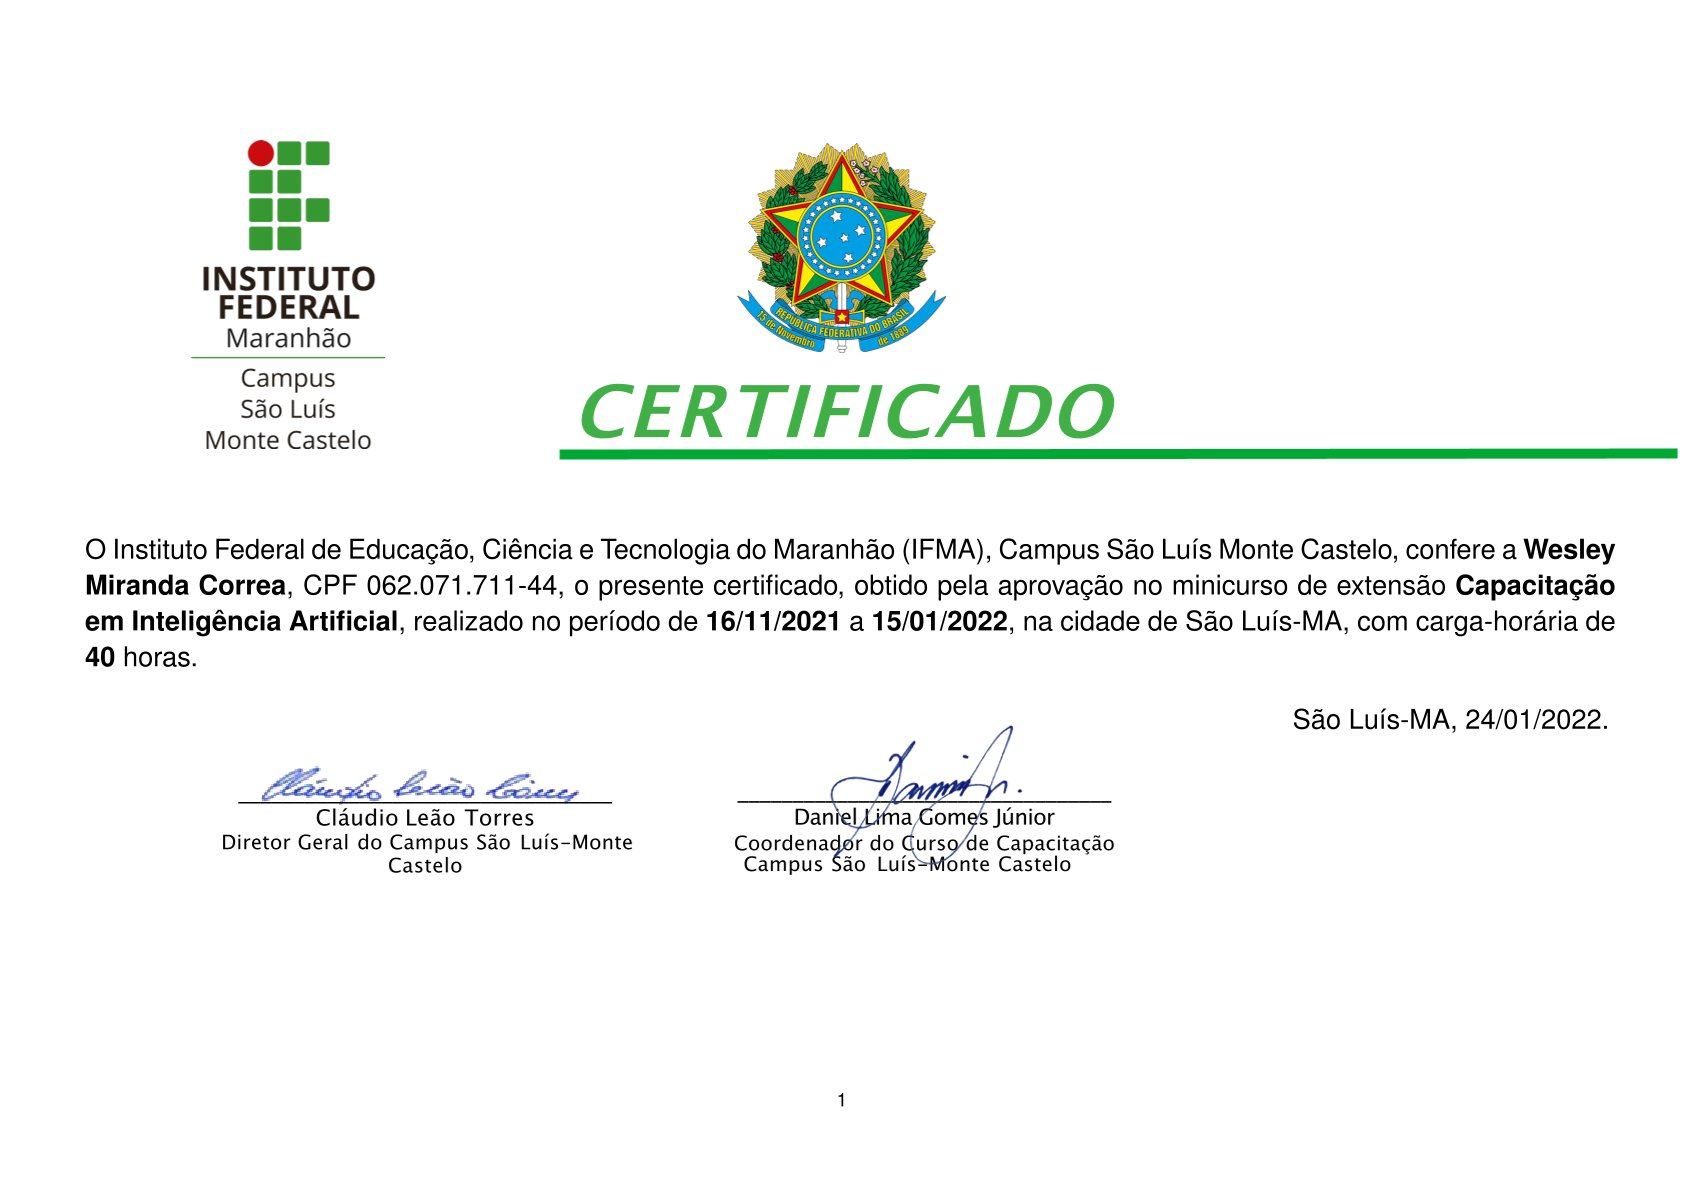 INSTITUTO
FEDERAL
Maranhão
Campus
São Luís
Monte Castelo
REPÚBLICA FEDERATIVA DO BRASIL
15 de Novembro
de 1889
CERTIFICADO
O Instituto Federal de Educação, Ciência e Tecnologia do Maranhão (IFMA), Campus São Luís Monte Castelo, confere a Wesley
Miranda Correa, CPF 062.071.711-44, o presente certificado, obtido pela aprovação no minicurso de extensão Capacitação
em Inteligência Artificial, realizado no período de 16/11/2021 a 15/01/2022, na cidade de São Luís-MA, com carga-horária de
40 horas.
São Luís-MA, 24/01/2022.
Cláudio Leão Torres
Diretor Geral do Campus São Luís-Monte
Castelo
Daniel Lima Gomes Júnior
Coordenador do Curso de Capacitação
Campus São Luís-Monte Castelo
1